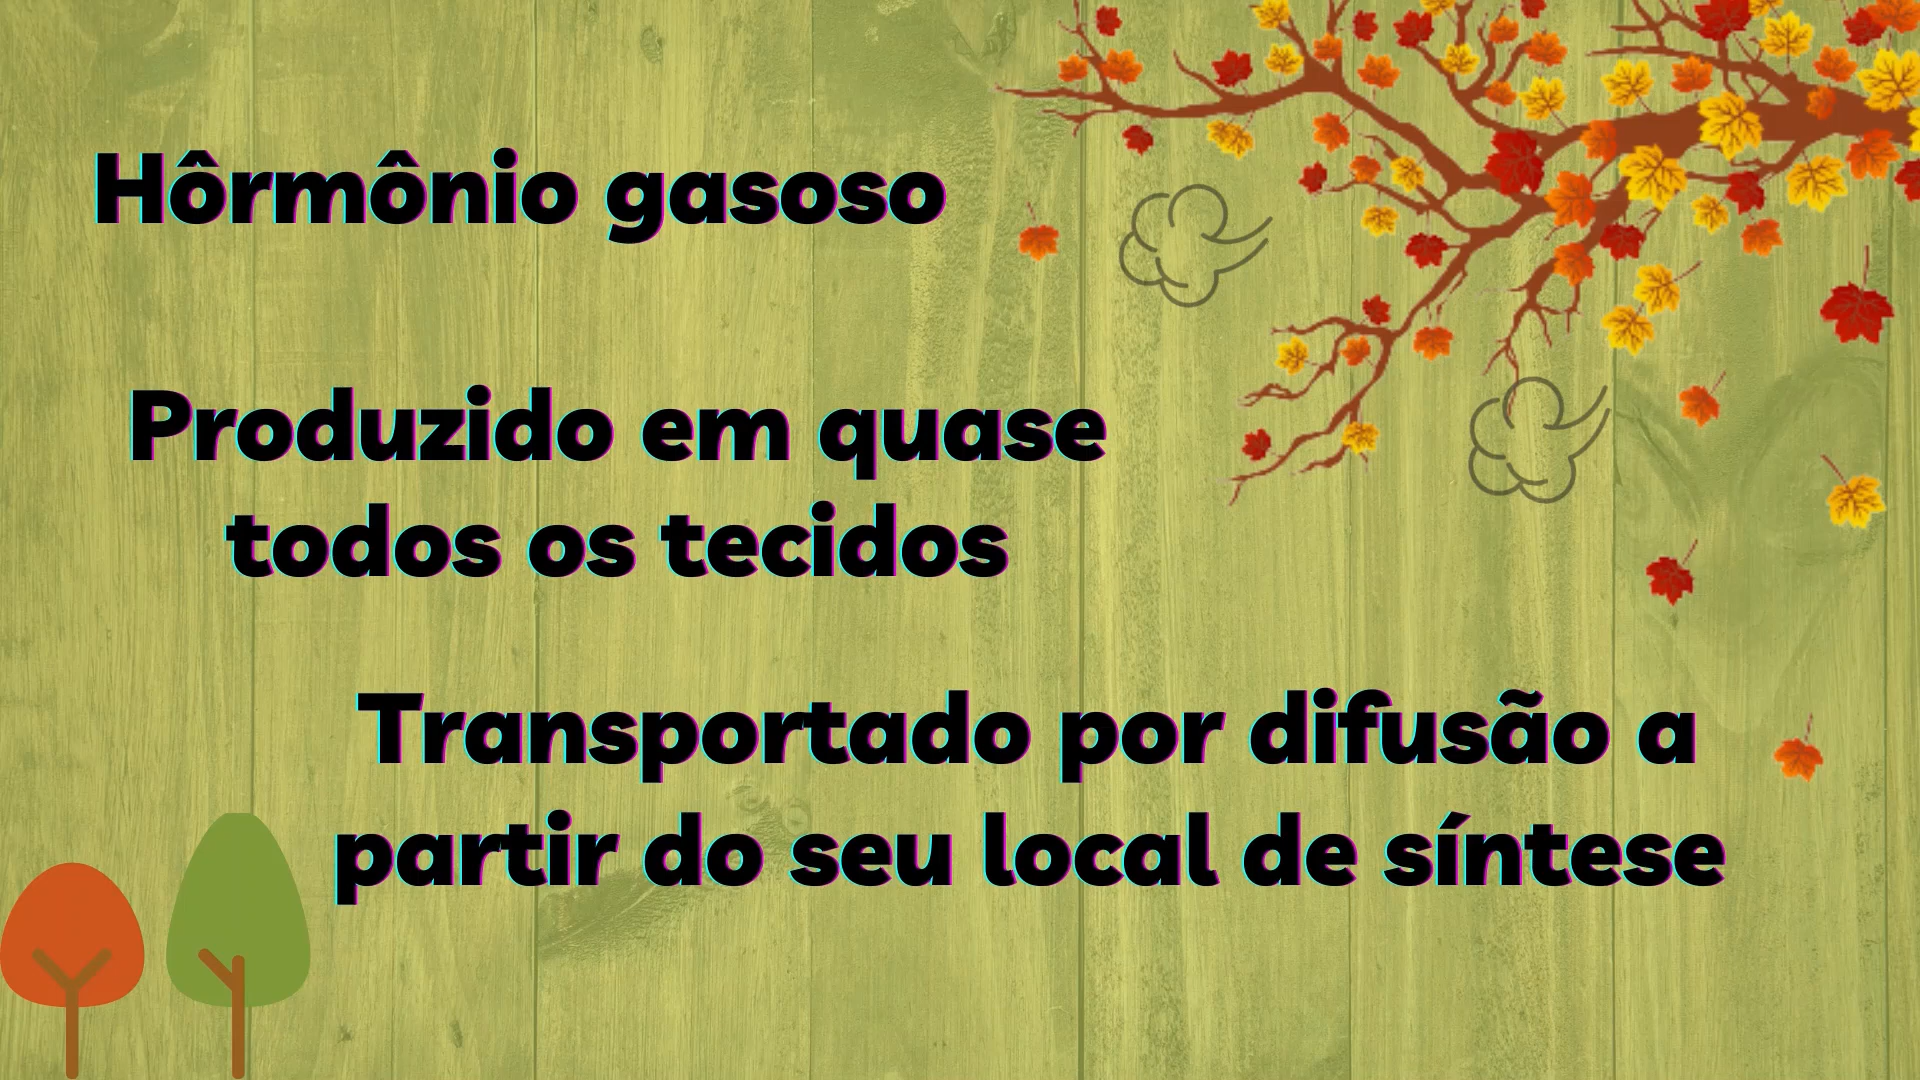 Hôrmônio gasoso
Produzido em quase
todos os tecidos
Transportado por difusão a
partir do seu local de síntese